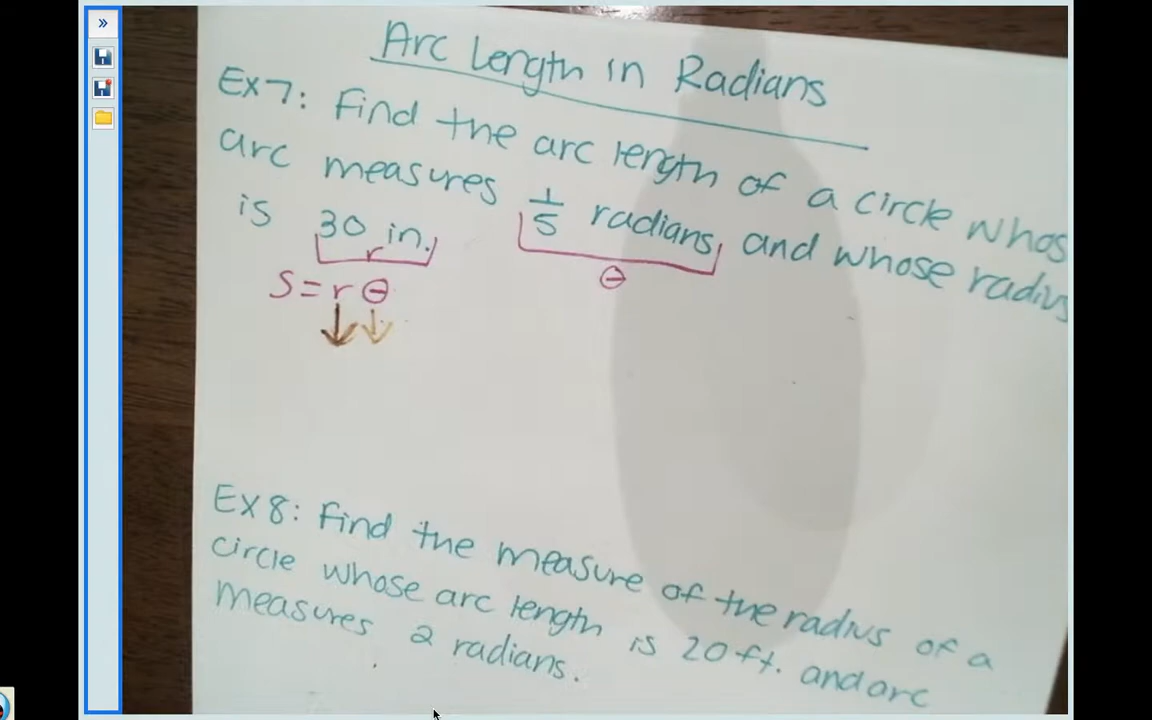 Arc Length in Radians
Ex7: Find the arc length of a circle whos
arc measures 1/5 radians, and whose radius
is 30 in.
r
θ
S=rθ
Ex8: Find the measure of the radius of a
circle whose arc length is 20 ft. and arc
measures 2 radians.